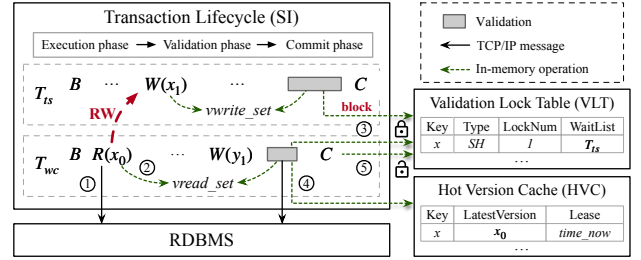 Transaction Lifecycle (SI)
Execution phase Validation phase Commit phase
T_ts B ... W(x_1) ... C
RW vwrite_set block
③
T_wc B R(x_0) ... W(y_1) C
① ② vread_set ④ ⑤
RDBMS
Validation
TCP/IP message
In-memory operation
Validation Lock Table (VLT)
Key Type LockNum WaitList
x SH 1 T_ts
...
Hot Version Cache (HVC)
Key LatestVersion Lease
x x_0 time_now
...